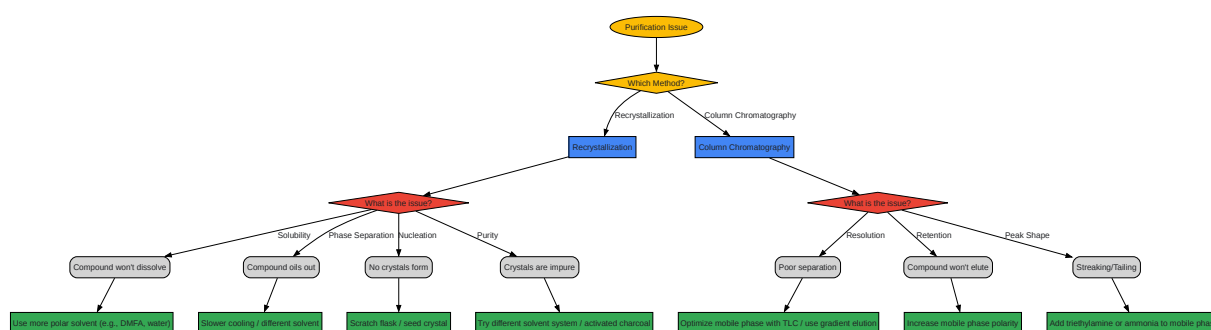 Purification Issue
Which Method?
Recrystallization
Column Chromatography
Recrystallization
Column Chromatography
What is the issue?
What is the issue?
Solubility
Phase Separation
Nucleation
Purity
Resolution
Retention
Peak Shape
Compound won't dissolve
Compound oils out
No crystals form
Crystals are impure
Poor separation
Compound won't elute
Streaking/Tailing
Use more polar solvent (e.g., DMFA, water)
Slower cooling / different solvent
Scratch flask / seed crystal
Try different solvent system / activated charcoal
Optimize mobile phase with TLC / use gradient elution
Increase mobile phase polarity
Add triethylamine or ammonia to mobile